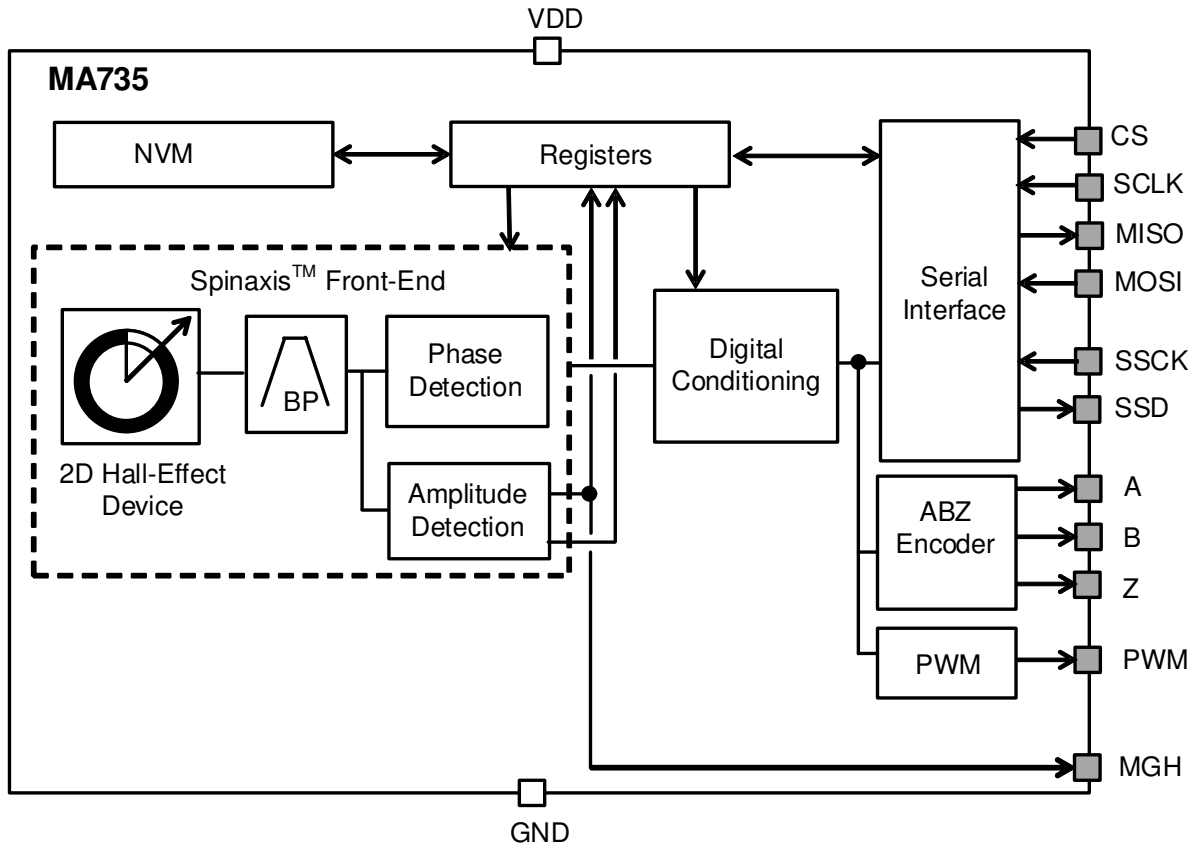 VDD
MA735
NVM
Registers
Serial
Interface
CS
SCLK
MISO
MOSI
SSCK
SSD
Spinaxis™ Front-End
2D Hall-Effect
Device
BP
Phase
Detection
Amplitude
Detection
Digital
Conditioning
ABZ
Encoder
A
B
Z
PWM
PWM
MGH
GND